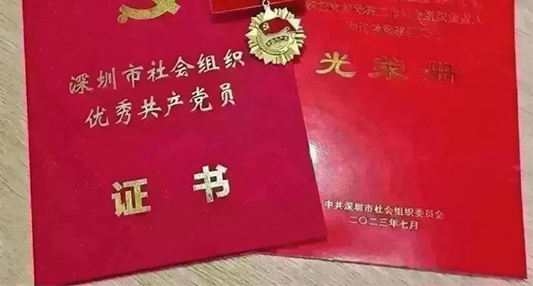 深圳市社会组织
优秀共产党员
证书
光荣册
中共深圳市社会组织委员会
二〇二三年七月